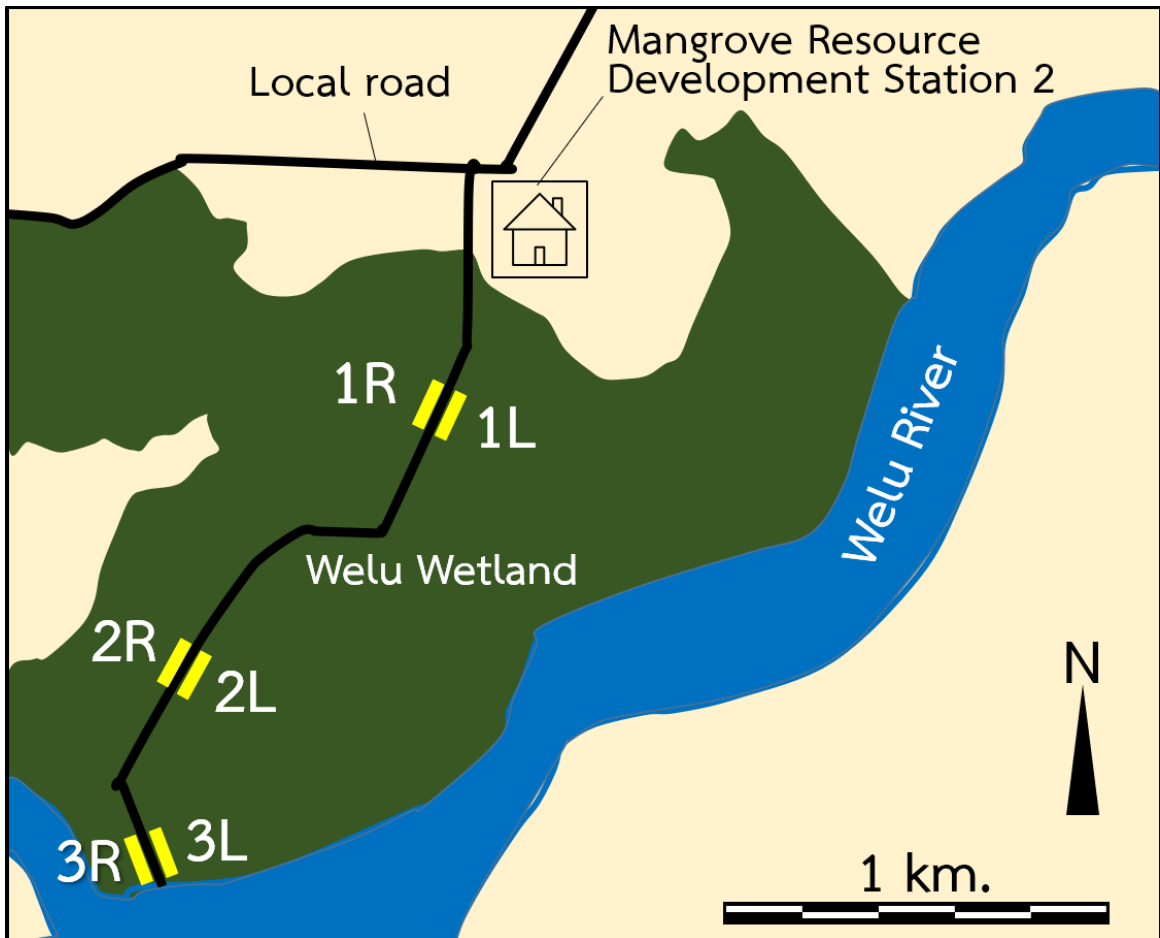 Mangrove Resource
Development Station 2
Local road
1R
1L
Welu River
Welu Wetland
2R
2L
N
3R
3L
1 km.